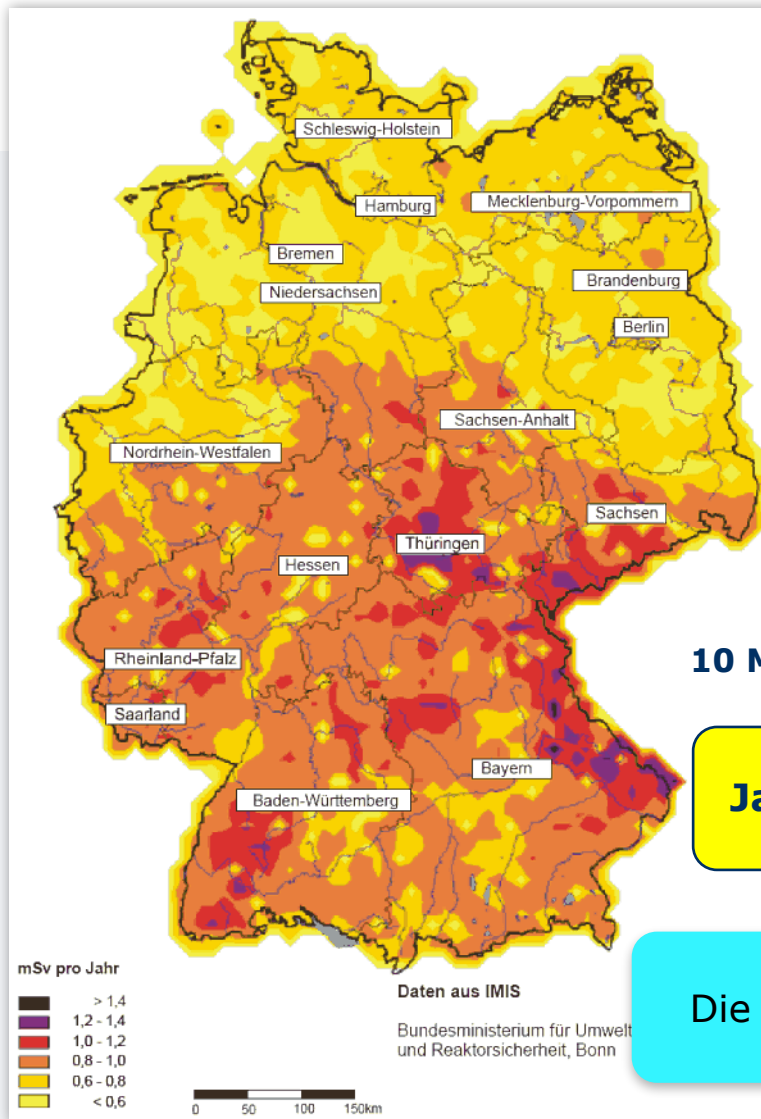 Schleswig-Holstein
Hamburg
Mecklenburg-Vorpommern
Bremen
Niedersachsen
Brandenburg
Berlin
Sachsen-Anhalt
Nordrhein-Westfalen
Sachsen
Thüringen
Hessen
Rheinland-Pfalz
10 M
Saarland
Bayern
Ja
Baden-Württemberg
mSv pro Jahr
> 1,4
1,2 - 1,4
1,0 - 1,2
0,8 - 1,0
0,6 - 0,8
< 0,6
0 50 100 150km
Daten aus IMIS
Bundesministerium für Umwelt
und Reaktorsicherheit, Bonn
Die